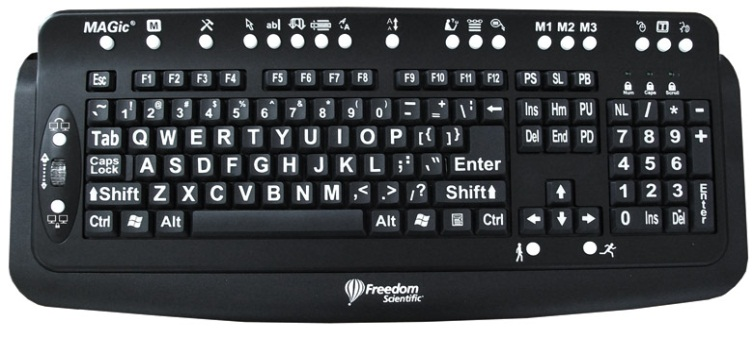 MAGic® M M1 M2 M3
Esc F1 F2 F3 F4 F5 F6 F7 F8 F9 F10 F11 F12 PS SL PB Num Caps Scroll
~` !1 @2 #3 $4 %5 ^6 &7 *8 (9 )0 _- += |\ ← Ins Hm PU NL / * -
Tab Q W E R T Y U I O P [{ ]} Del End PD 7 8 9 +
Caps Lock A S D F G H J K L ;: '" Enter 4 5 6
Shift Z X C V B N M ,< .> /? Shift ↑ 1 2 3 Enter
Ctrl Alt Alt Ctrl ← ↓ → 0 Ins Del
Freedom
Scientific®